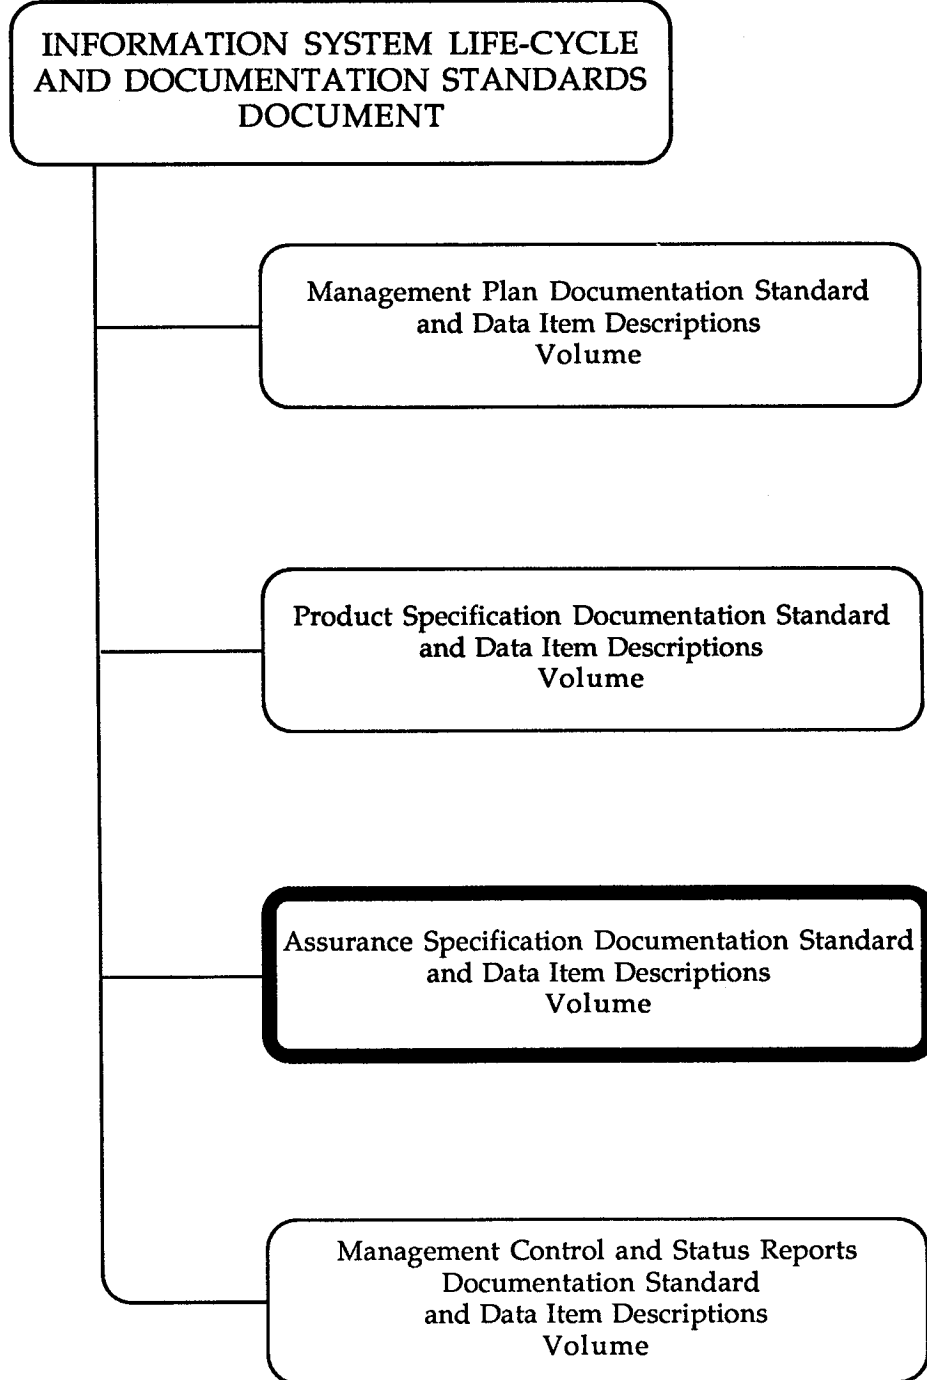 INFORMATION SYSTEM LIFE-CYCLE
AND DOCUMENTATION STANDARDS
DOCUMENT
Management Plan Documentation Standard
and Data Item Descriptions
Volume
Product Specification Documentation Standard
and Data Item Descriptions
Volume
Assurance Specification Documentation Standard
and Data Item Descriptions
Volume
Management Control and Status Reports
Documentation Standard
and Data Item Descriptions
Volume